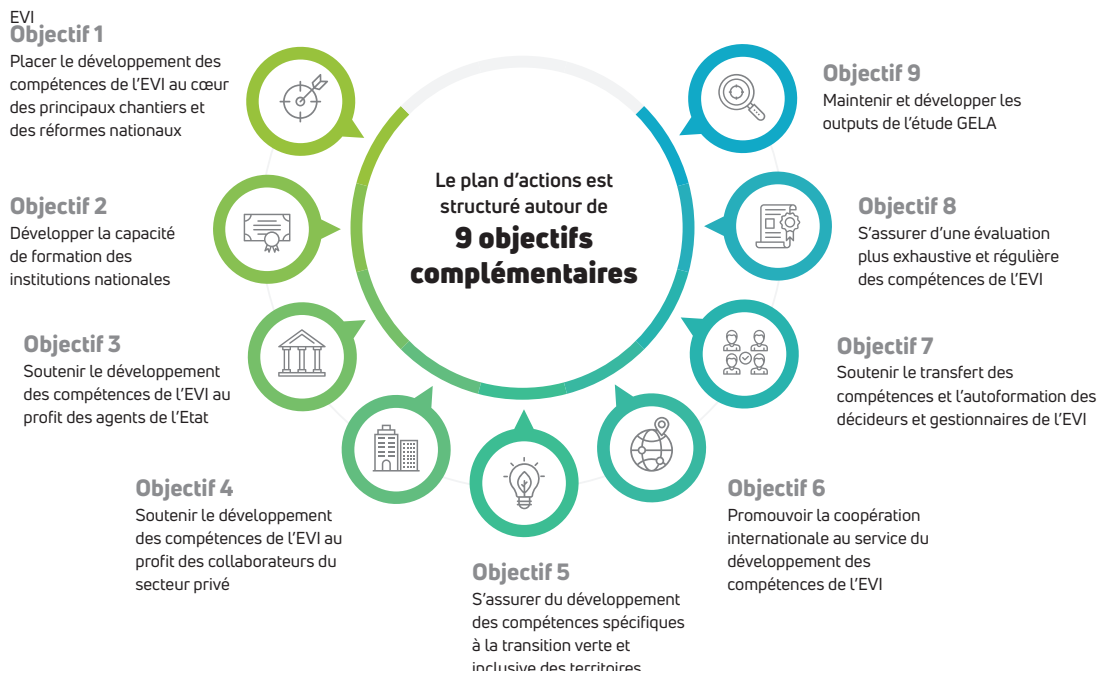 EVI
Objectif 1
Placer le développement des
compétences de l'EVI au cœur
des principaux chantiers et
des réformes nationaux
Objectif 2
Développer la capacité
de formation des
institutions nationales
Objectif 3
Soutenir le développement
des compétences de l'EVI au
profit des agents de l'Etat
Objectif 4
Soutenir le développement
des compétences de l'EVI au
profit des collaborateurs du
secteur privé
Objectif 5
S'assurer du développement
des compétences spécifiques
à la transition verte et
inclusive des territoires
Objectif 6
Promouvoir la coopération
internationale au service du
développement des
compétences de l'EVI
Objectif 7
Soutenir le transfert des
compétences et l'autoformation des
décideurs et gestionnaires de l'EVI
Objectif 8
S'assurer d'une évaluation
plus exhaustive et régulière
des compétences de l'EVI
Objectif 9
Maintenir et développer les
outputs de l'étude GELA
Le plan d'actions est
structuré autour de
9 objectifs
complémentaires